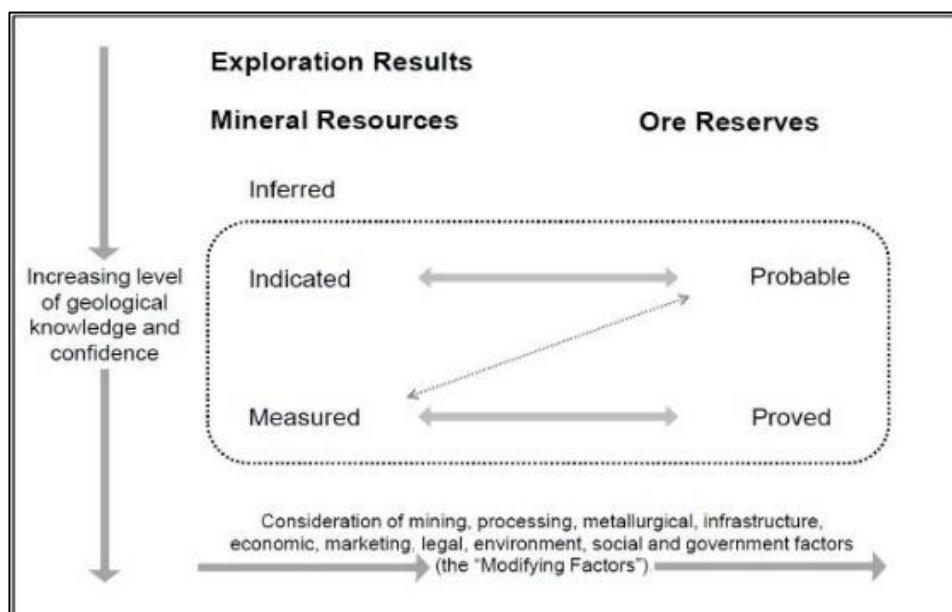 Exploration Results
Mineral Resources
Ore Reserves
Inferred
Increasing level
of geological
knowledge and
confidence
Indicated
Probable
Measured
Proved
Consideration of mining, processing, metallurgical, infrastructure,
economic, marketing, legal, environment, social and government factors
(the “Modifying Factors”)